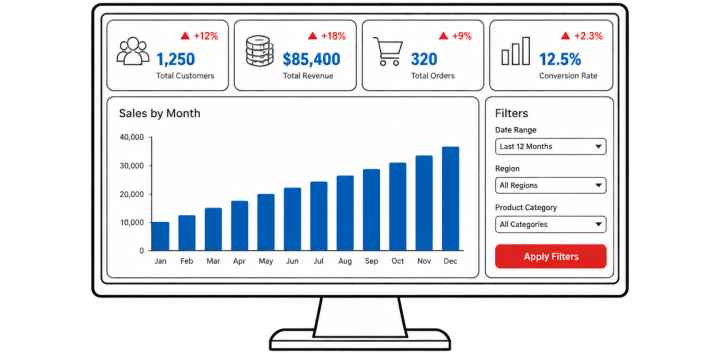 +12%
1,250
Total Customers
+18%
$85,400
Total Revenue
+9%
320
Total Orders
+2.3%
12.5%
Conversion Rate
Sales by Month
40,000
30,000
20,000
10,000
0
Jan Feb Mar Apr May Jun Jul Aug Sep Oct Nov Dec
Filters
Date Range
Last 12 Months
Region
All Regions
Product Category
All Categories
Apply Filters